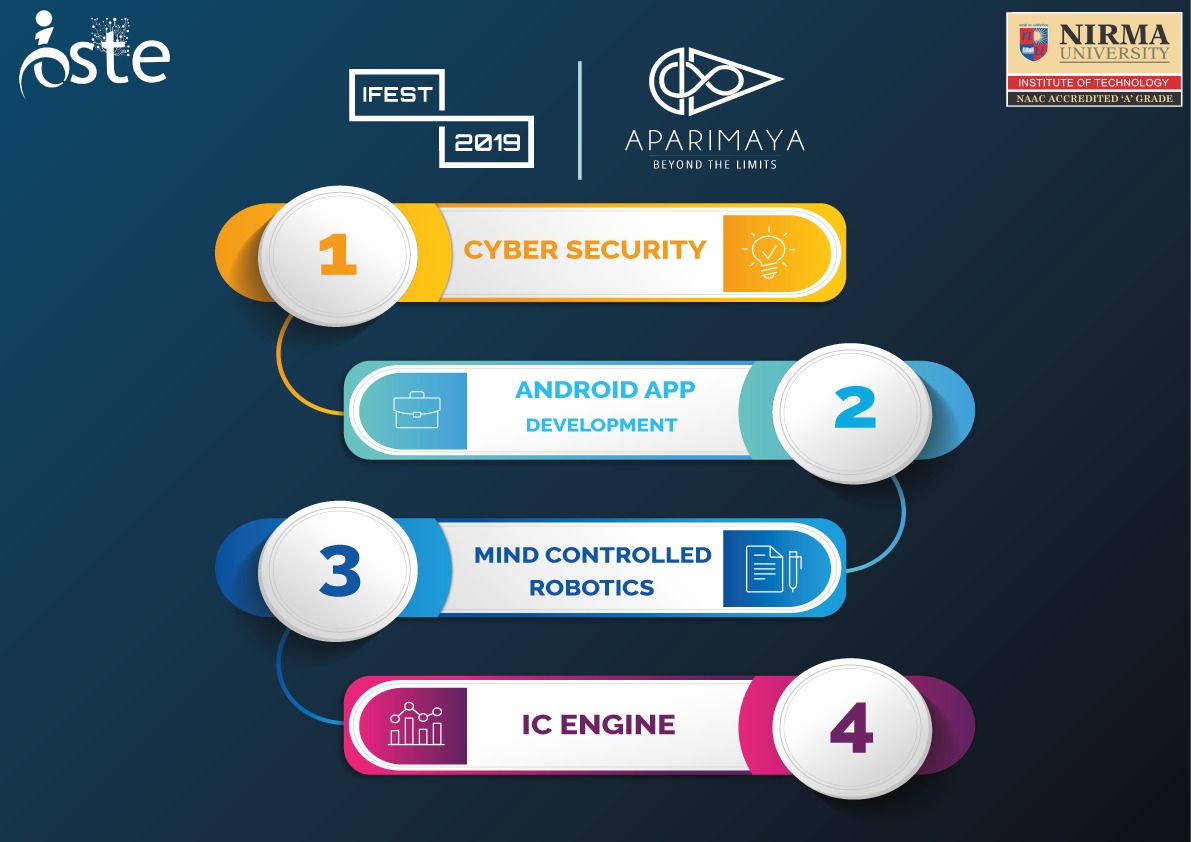 iste
NIRMA
UNIVERSITY
INSTITUTE OF TECHNOLOGY
NAAC ACCREDITED 'A' GRADE
IFEST
2019
APARIMAYA
BEYOND THE LIMITS
1
CYBER SECURITY
ANDROID APP
DEVELOPMENT
2
3
MIND CONTROLLED
ROBOTICS
IC ENGINE
4